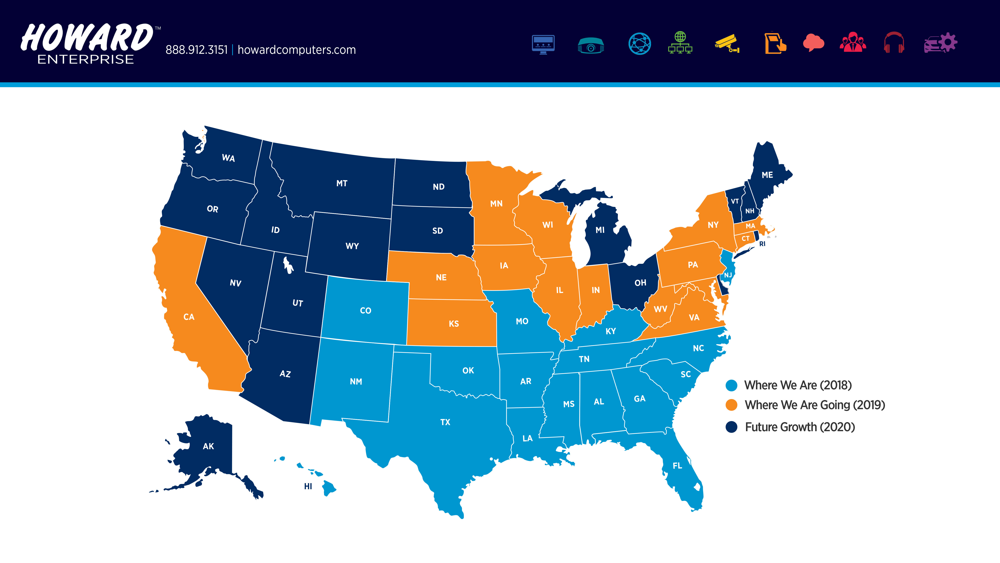 HOWARD™
ENTERPRISE
888.912.3151 | howardcomputers.com
WA
MT
ND
MN
ME
OR
ID
SD
WI
MI
VT
NH
NY
MA
CT
RI
WY
NE
IA
PA
NJ
NV
UT
CO
KS
MO
IL
IN
OH
WV
VA
CA
KY
NC
TN
AZ
NM
OK
AR
SC
MS
AL
GA
TX
LA
FL
AK
HI
Where We Are (2018)
Where We Are Going (2019)
Future Growth (2020)